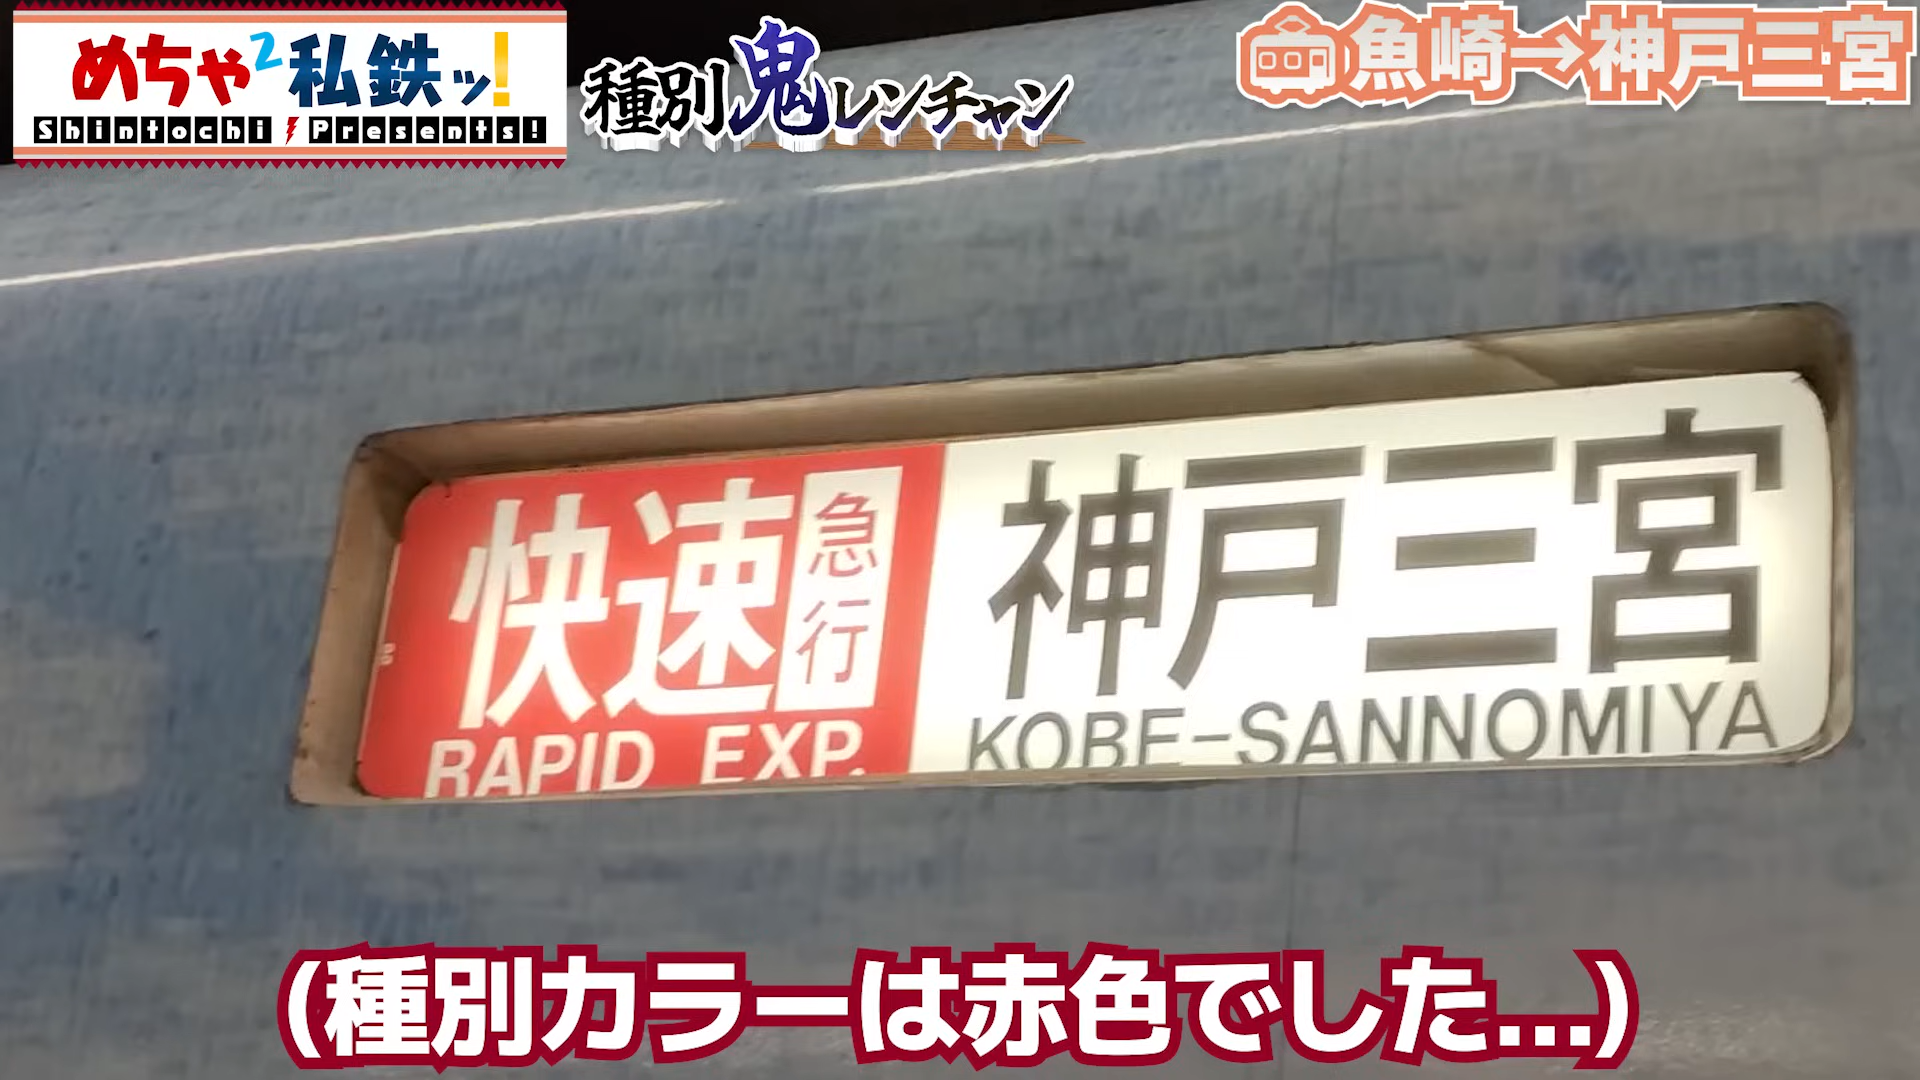 めちゃ2私鉄ッ!
Shintochi Presents!
種別鬼レンチャン
魚崎→神戸三宮
快速急行
RAPID EXP.
神戸三宮
KOBE-SANNOMIYA
(種別カラーは赤色でした...)